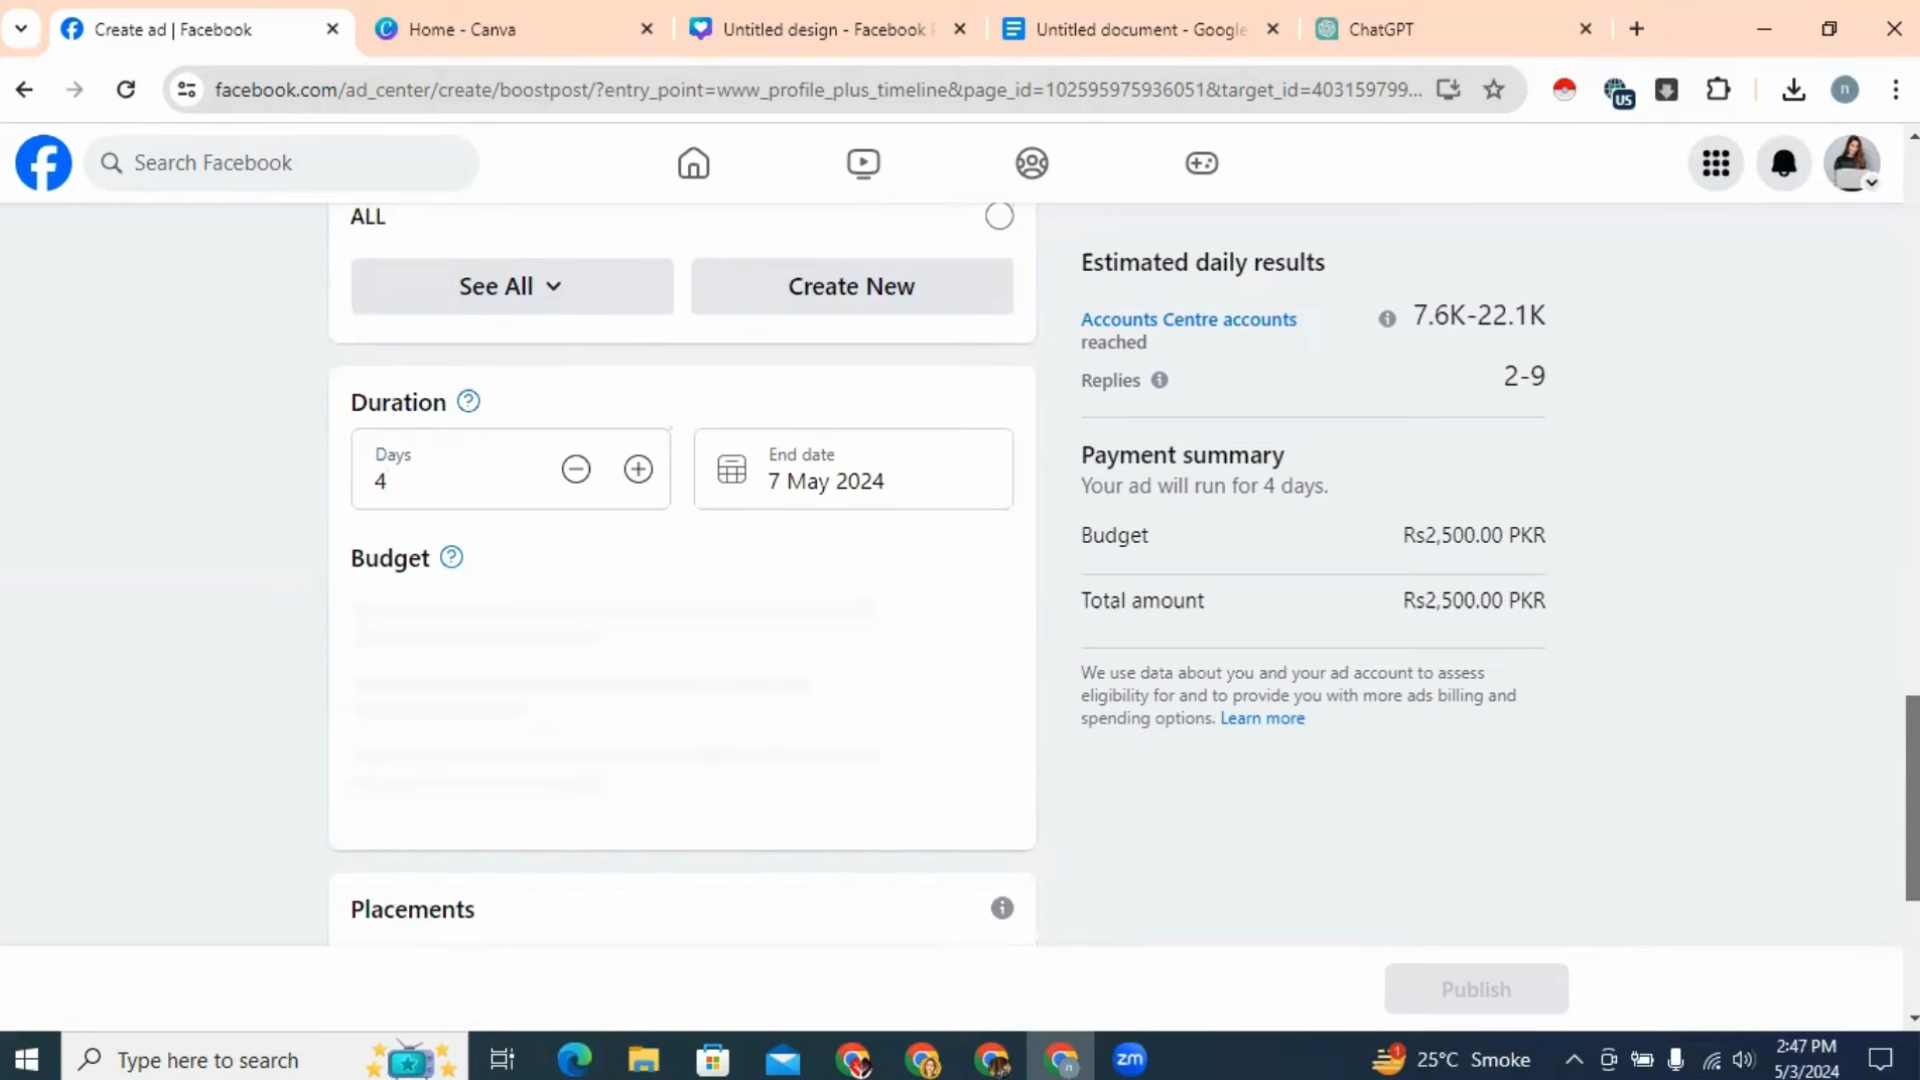 Create ad | Facebook
Home - Canva
Untitled design - Facebook
Untitled document - Google
ChatGPT
facebook.com/ad_center/create/boostpost/?entry_point=www_profile_plus_timeline&page_id=102595975936051&target_id=403159799...
US
n
Search Facebook
ALL
See All
Create New
Duration
Days
4
End date
7 May 2024
Budget
Placements
Estimated daily results
Accounts Centre accounts
reached
7.6K-22.1K
Replies
2-9
Payment summary
Your ad will run for 4 days.
Budget
Rs2,500.00 PKR
Total amount
Rs2,500.00 PKR
We use data about you and your ad account to assess
eligibility for and to provide you with more ads billing and
spending options. Learn more
Publish
Type here to search
n
zm
1
25°C Smoke
2:47 PM
5/3/2024